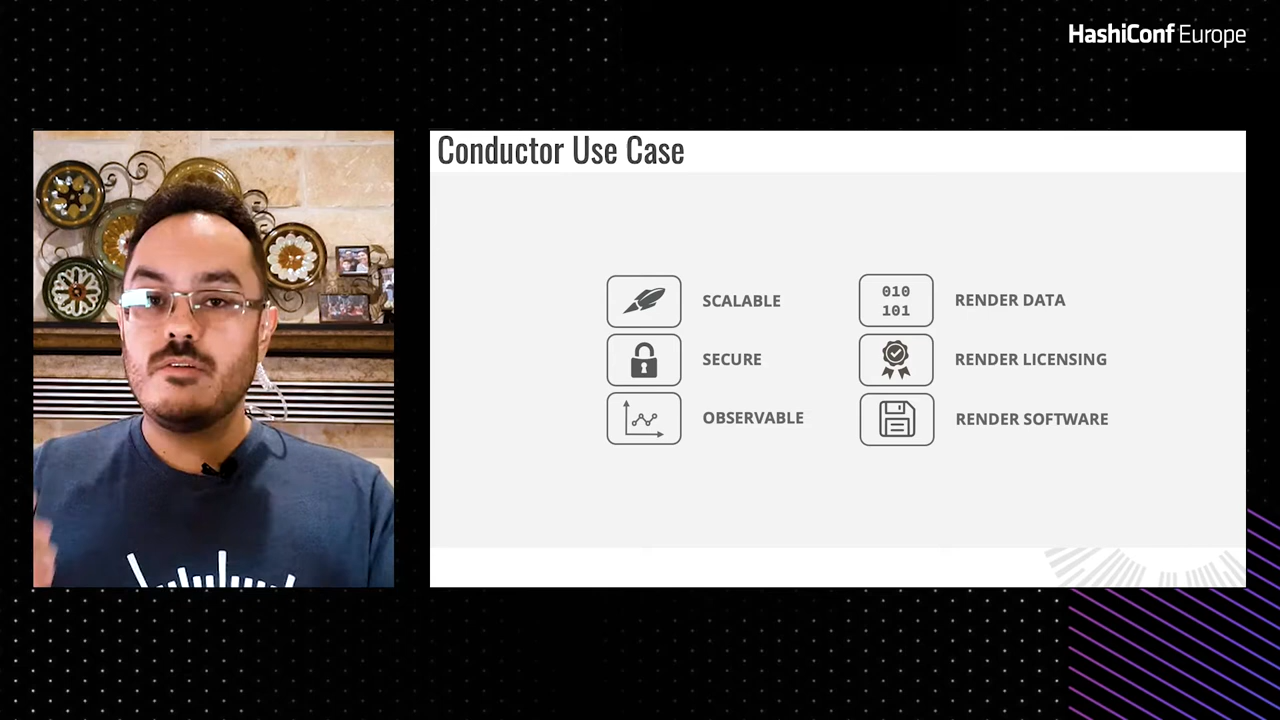 HashiConf Europe
Conductor Use Case
SCALABLE
SECURE
OBSERVABLE
010
101
RENDER DATA
RENDER LICENSING
RENDER SOFTWARE